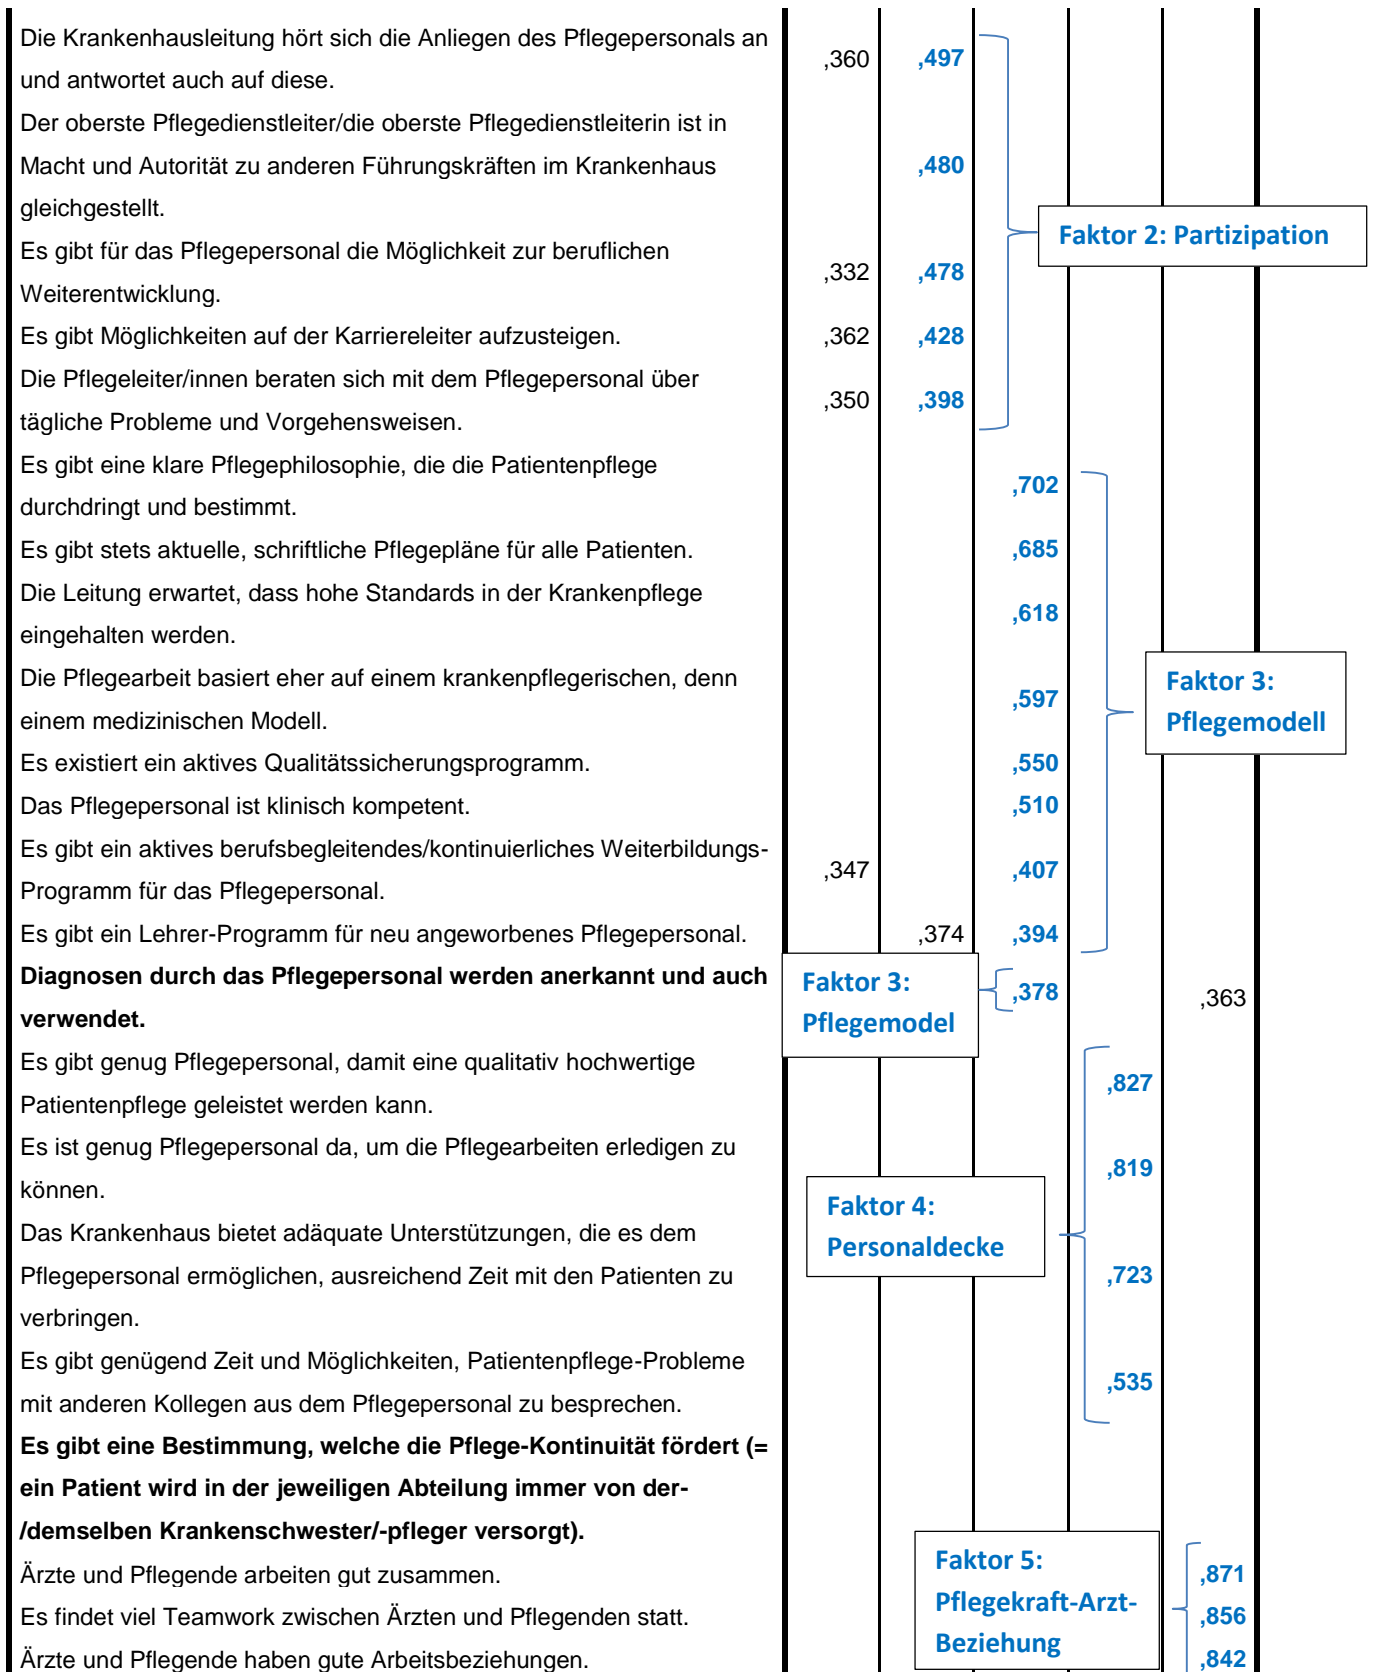 Die Krankenhausleitung hört sich die Anliegen des Pflegepersonals an
und antwortet auch auf diese.
,360 ,497
Der oberste Pflegedienstleiter/die oberste Pflegedienstleiterin ist in
Macht und Autorität zu anderen Führungskräften im Krankenhaus
gleichgestellt.
,480
Faktor 2: Partizipation
Es gibt für das Pflegepersonal die Möglichkeit zur beruflichen
Weiterentwicklung.
,332 ,478
Es gibt Möglichkeiten auf der Karriereleiter aufzusteigen.
,362 ,428
Die Pflegeleiter/innen beraten sich mit dem Pflegepersonal über
tägliche Probleme und Vorgehensweisen.
,350 ,398
Es gibt eine klare Pflegephilosophie, die die Patientenpflege
durchdringt und bestimmt.
,702
Es gibt stets aktuelle, schriftliche Pflegepläne für alle Patienten.
,685
Die Leitung erwartet, dass hohe Standards in der Krankenpflege
eingehalten werden.
,618
Die Pflegearbeit basiert eher auf einem krankenpflegerischen, denn
einem medizinischen Modell.
,597
Faktor 3:
Pflegemodell
Es existiert ein aktives Qualitätssicherungsprogramm.
,550
Das Pflegepersonal ist klinisch kompetent.
,510
Es gibt ein aktives berufsbegleitendes/kontinuierliches Weiterbildungs-
Programm für das Pflegepersonal.
,347 ,407
Es gibt ein Lehrer-Programm für neu angeworbenes Pflegepersonal.
,374 ,394
Diagnosen durch das Pflegepersonal werden anerkannt und auch
verwendet.
Faktor 3:
Pflegemodel
,378 ,363
Es gibt genug Pflegepersonal, damit eine qualitativ hochwertige
Patientenpflege geleistet werden kann.
,827
Es ist genug Pflegepersonal da, um die Pflegearbeiten erledigen zu
können.
,819
Faktor 4:
Personaldecke
Das Krankenhaus bietet adäquate Unterstützungen, die es dem
Pflegepersonal ermöglichen, ausreichend Zeit mit den Patienten zu
verbringen.
,723
Es gibt genügend Zeit und Möglichkeiten, Patientenpflege-Probleme
mit anderen Kollegen aus dem Pflegepersonal zu besprechen.
,535
Es gibt eine Bestimmung, welche die Pflege-Kontinuität fördert (=
ein Patient wird in der jeweiligen Abteilung immer von der-
/demselben Krankenschwester/-pfleger versorgt).
Faktor 5:
Pflegekraft-Arzt-
Beziehung
Ärzte und Pflegende arbeiten gut zusammen.
,871
Es findet viel Teamwork zwischen Ärzten und Pflegenden statt.
,856
Ärzte und Pflegende haben gute Arbeitsbeziehungen.
,842